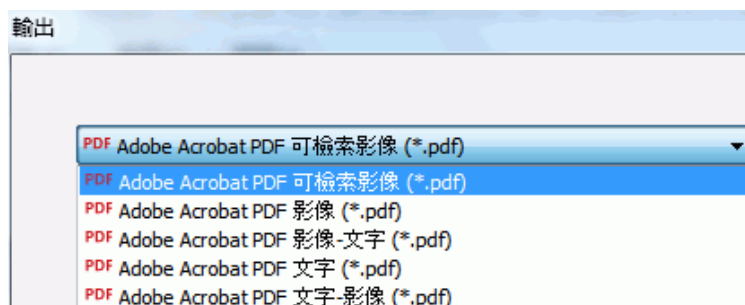 輸出
PDF Adobe Acrobat PDF 可檢索影像 (*.pdf)
PDF Adobe Acrobat PDF 可檢索影像 (*.pdf)
PDF Adobe Acrobat PDF 影像 (*.pdf)
PDF Adobe Acrobat PDF 影像-文字 (*.pdf)
PDF Adobe Acrobat PDF 文字 (*.pdf)
PDF Adobe Acrobat PDF 文字-影像 (*.pdf)